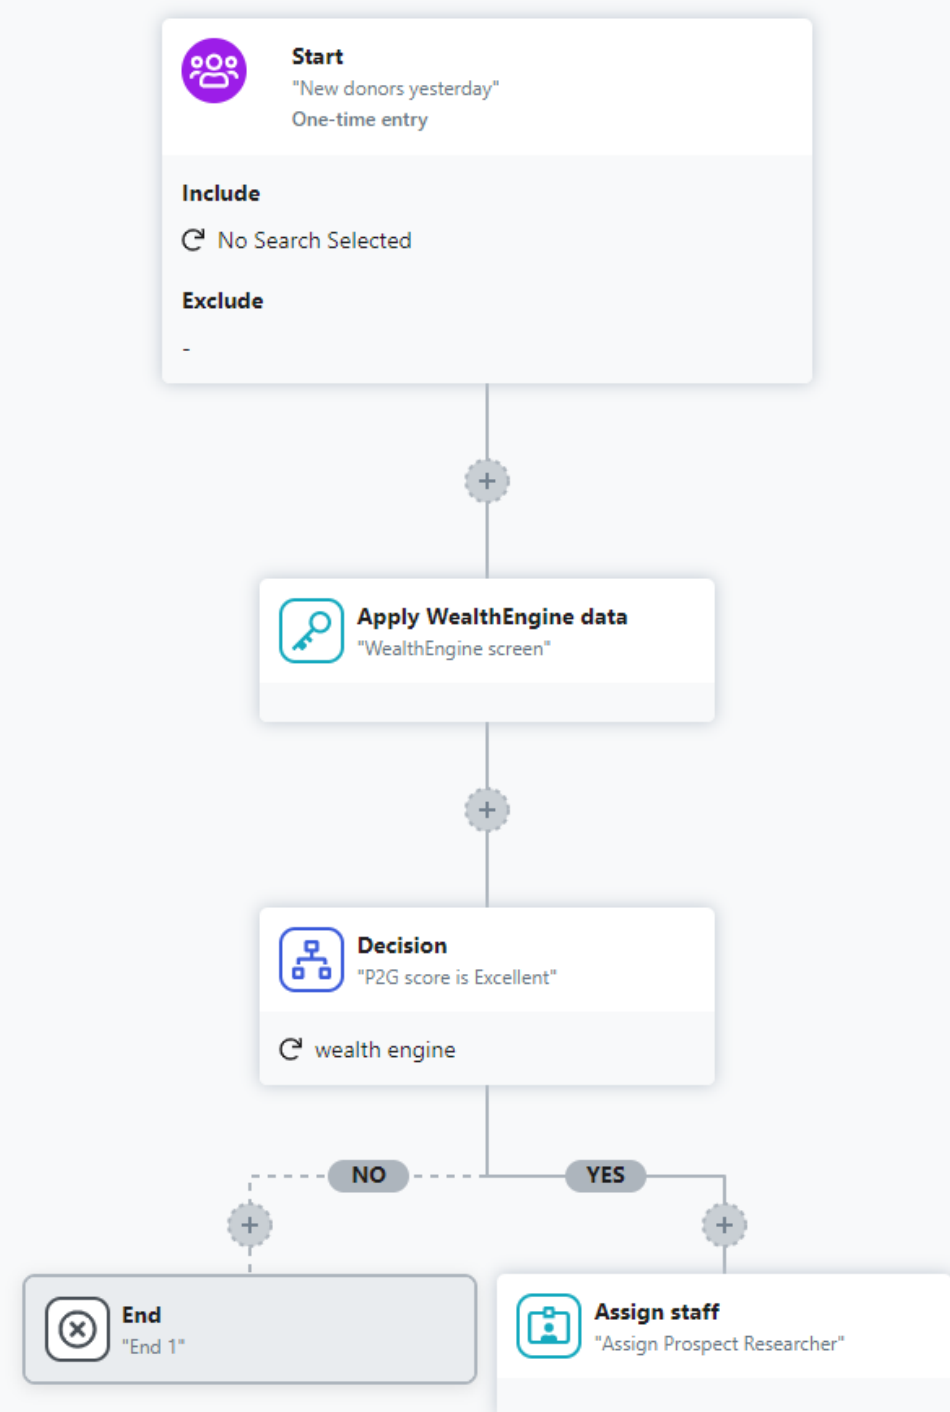 Start
"New donors yesterday"
One-time entry
Include
No Search Selected
Exclude
-
Apply WealthEngine data
"WealthEngine screen"
Decision
"P2G score is Excellent"
wealth engine
NO
YES
End
"End 1"
Assign staff
"Assign Prospect Researcher"